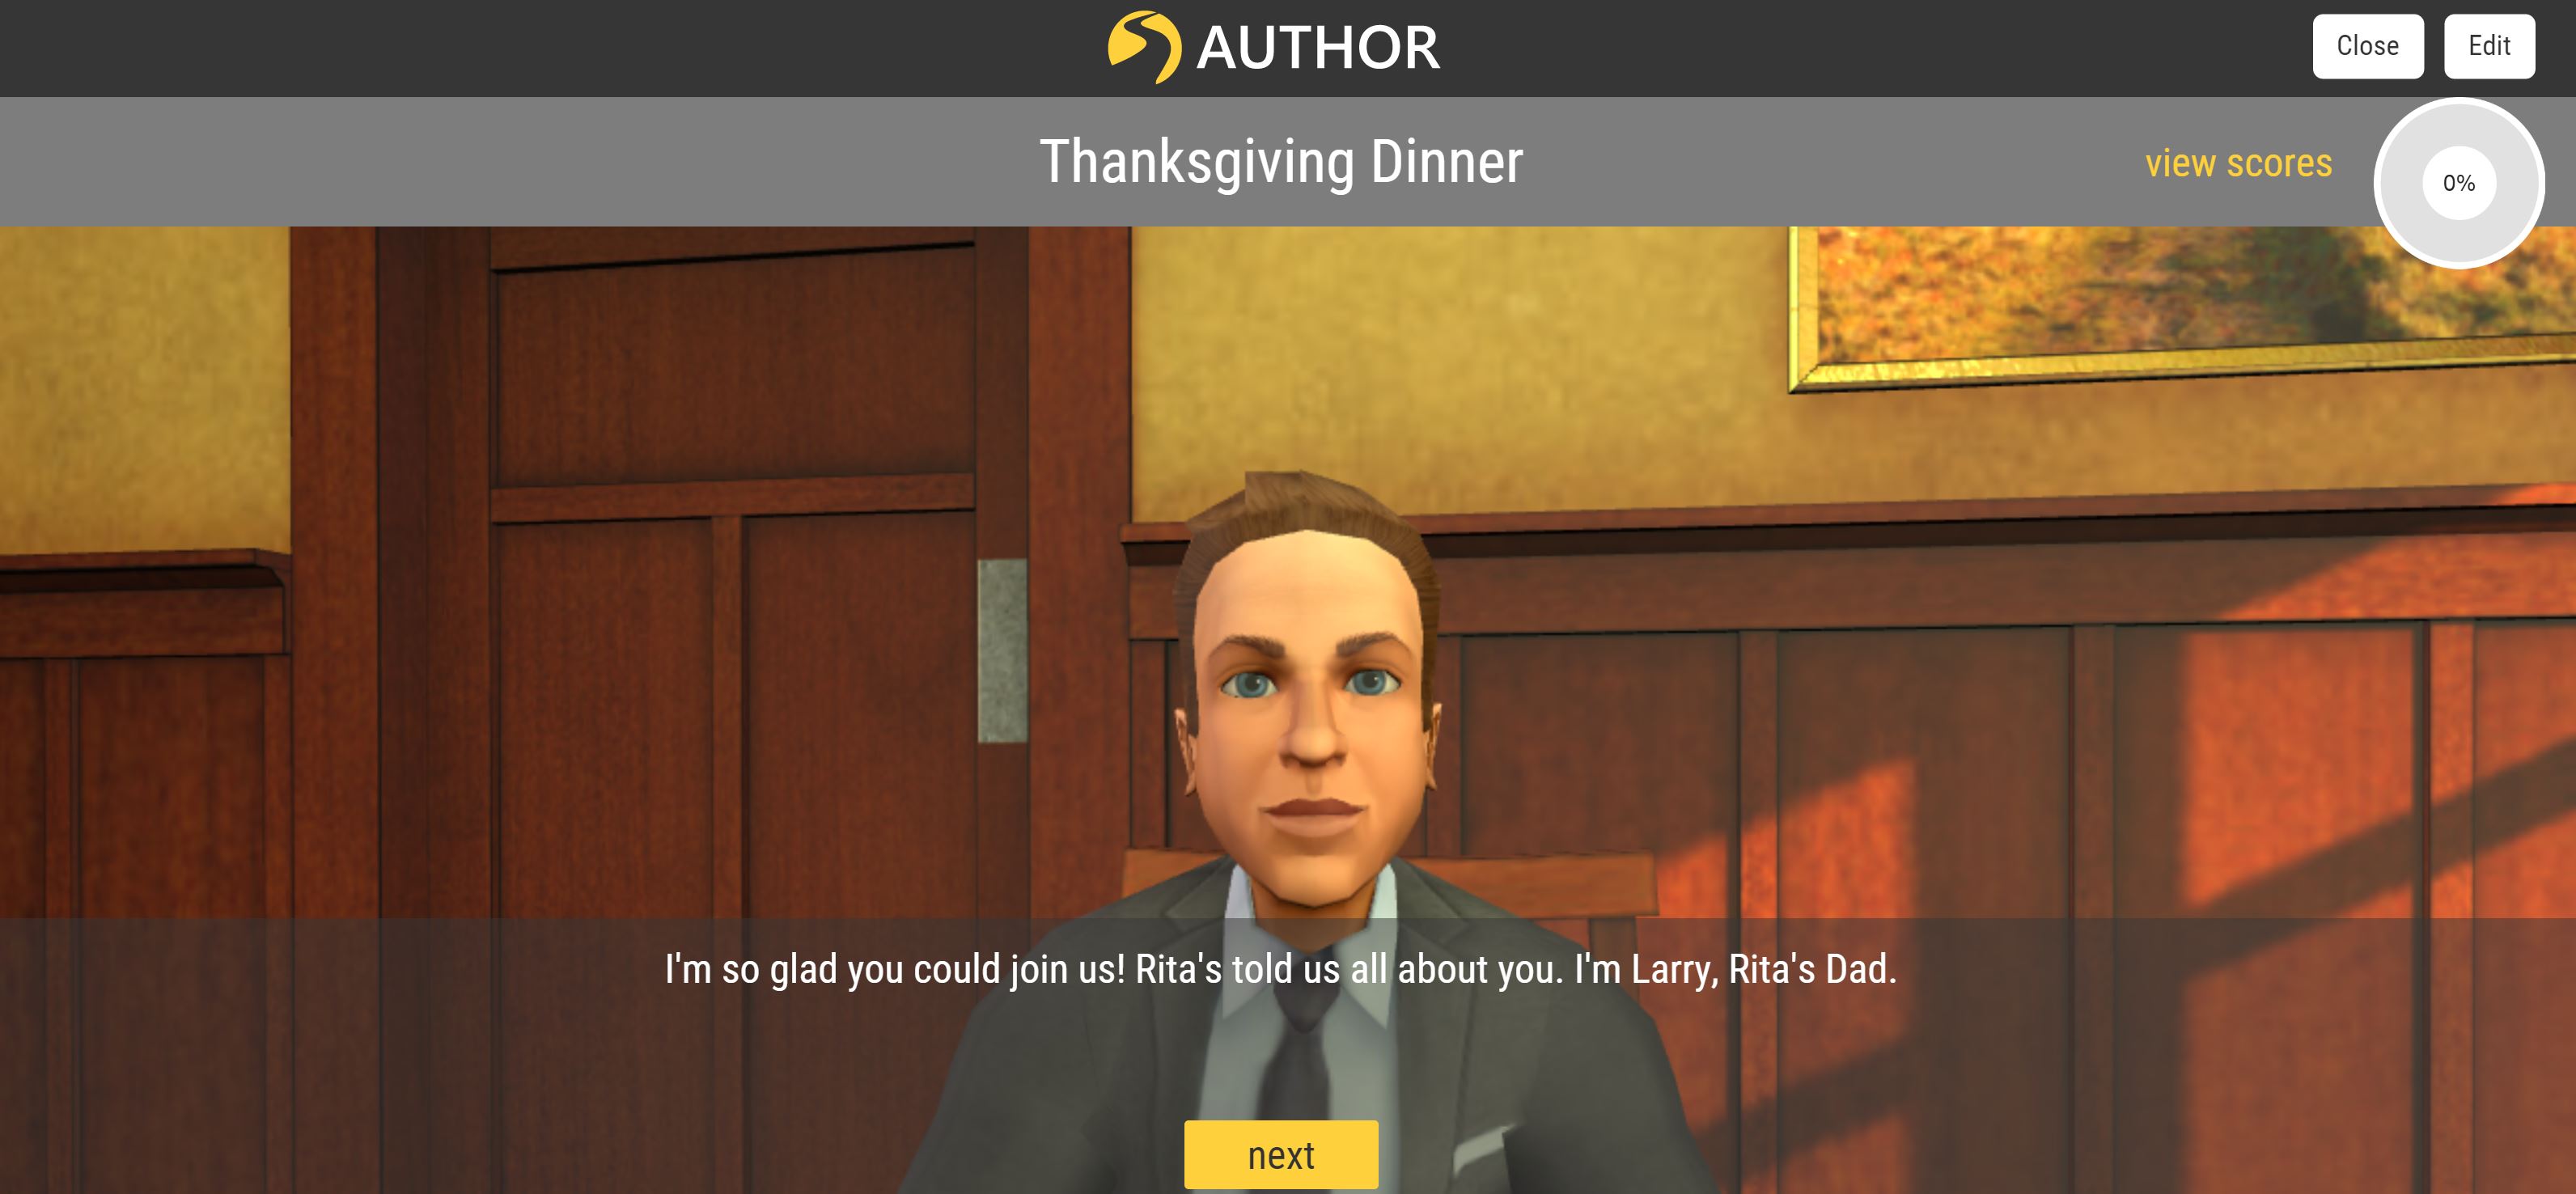 AUTHOR
Close
Edit
Thanksgiving Dinner
view scores
0%
I'm so glad you could join us! Rita's told us all about you. I'm Larry, Rita's Dad.
next